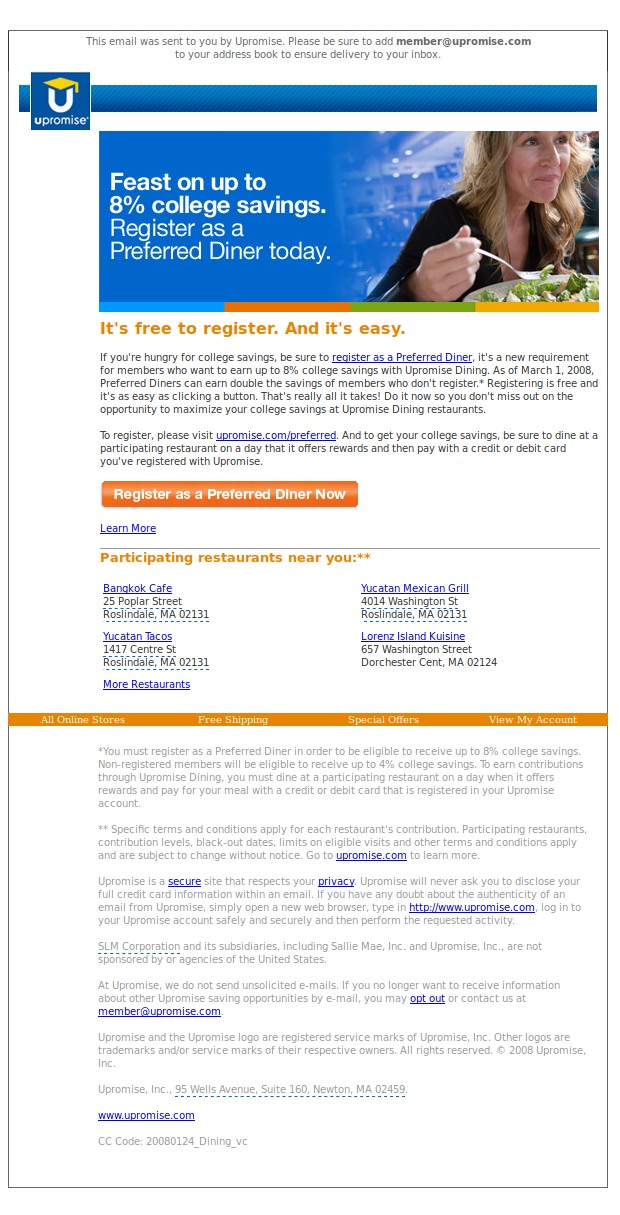 This email was sent to you by Upromise. Please be sure to add member@upromise.com
to your address book to ensure delivery to your inbox.
U
upromise®
Feast on up to
8% college savings.
Register as a
Preferred Diner today.
It's free to register. And it's easy.
If you're hungry for college savings, be sure to register as a Preferred Diner, it's a new requirement
for members who want to earn up to 8% college savings with Upromise Dining. As of March 1, 2008,
Preferred Diners can earn double the savings of members who don't register.* Registering is free and
it's as easy as clicking a button. That's really all it takes! Do it now so you don't miss out on the
opportunity to maximize your college savings at Upromise Dining restaurants.
To register, please visit upromise.com/preferred. And to get your college savings, be sure to dine at a
participating restaurant on a day that it offers rewards and then pay with a credit or debit card
you've registered with Upromise.
Register as a Preferred Diner Now
Learn More
Participating restaurants near you:**
Bangkok Cafe
25 Poplar Street
Roslindale, MA 02131
Yucatan Mexican Grill
4014 Washington St
Roslindale, MA 02131
Yucatan Tacos
1417 Centre St
Roslindale, MA 02131
Lorenz Island Kuisine
657 Washington Street
Dorchester Cent, MA 02124
More Restaurants
All Online Stores Free Shipping Special Offers View My Account
*You must register as a Preferred Diner in order to be eligible to receive up to 8% college savings.
Non-registered members will be eligible to receive up to 4% college savings. To earn contributions
through Upromise Dining, you must dine at a participating restaurant on a day when it offers
rewards and pay for your meal with a credit or debit card that is registered in your Upromise
account.
** Specific terms and conditions apply for each restaurant's contribution. Participating restaurants,
contribution levels, black-out dates, limits on eligible visits and other terms and conditions apply
and are subject to change without notice. Go to upromise.com to learn more.
Upromise is a secure site that respects your privacy. Upromise will never ask you to disclose your
full credit card information within an email. If you have any doubt about the authenticity of an
email from Upromise, simply open a new web browser, type in http://www.upromise.com, log in to
your Upromise account safely and securely and then perform the requested activity.
SLM Corporation and its subsidiaries, including Sallie Mae, Inc. and Upromise, Inc., are not
sponsored by or agencies of the United States.
At Upromise, we do not send unsolicited e-mails. If you no longer want to receive information
about other Upromise saving opportunities by e-mail, you may opt out or contact us at
member@upromise.com.
Upromise and the Upromise logo are registered service marks of Upromise, Inc. Other logos are
trademarks and/or service marks of their respective owners. All rights reserved. © 2008 Upromise,
Inc.
Upromise, Inc., 95 Wells Avenue, Suite 160, Newton, MA 02459.
www.upromise.com
CC Code: 20080124_Dining_vc